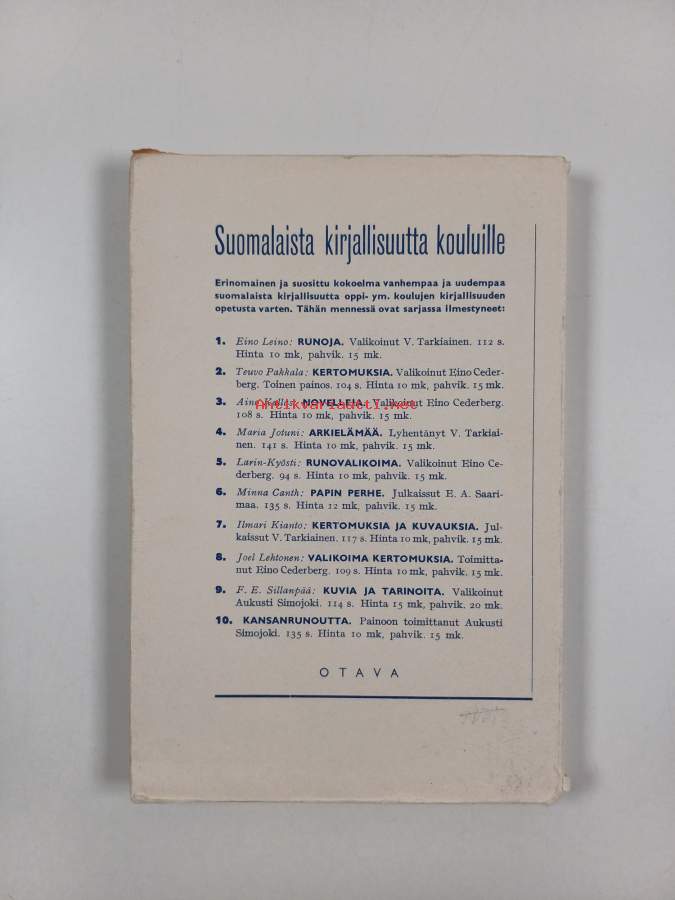 Suomalaista kirjallisuutta kouluille
Erinomainen ja suosittu kokoelma vanhempaa ja uudempaa
suomalaista kirjallisuutta oppi- ym. koulujen kirjallisuuden
opetusta varten. Tähän mennessä ovat sarjassa ilmestyneet:
1. Eino Leino: RUNOJA. Valikoinut V. Tarkiainen. 112 s.
Hinta 10 mk, pahvik. 15 mk.
2. Teuvo Pakkala: KERTOMUKSIA. Valikoinut Eino Ceder-
berg. Toinen painos. 104 s. Hinta 10 mk, pahvik. 15 mk.
3. Aino Kallas: NOVELLEJA. Valikoinut Eino Cederberg.
Antikvariaatti.net
108 s. Hinta 10 mk, pahvik. 15 mk.
4. Maria Jotuni: ARKIELÄMÄÄ. Lyhentänyt V. Tarkiai-
nen. 141 s. Hinta 10 mk, pahvik. 15 mk.
5. Larin-Kyösti: RUNOVALIKOIMA. Valikoinut Eino Ce-
derberg. 94 s. Hinta 10 mk, pahvik. 15 mk.
6. Minna Canth: PAPIN PERHE. Julkaissut E. A. Saari-
maa. 135 s. Hinta 12 mk, pahvik. 15 mk.
7. Ilmari Kianto: KERTOMUKSIA JA KUVAUKSIA. Jul-
kaissut V. Tarkiainen. 117 s. Hinta 10 mk, pahvik. 15 mk.
8. Joel Lehtonen: VALIKOIMA KERTOMUKSIA. Toimitta-
nut Eino Cederberg. 109 s. Hinta 10 mk, pahvik. 15 mk.
9. F. E. Sillanpää: KUVIA JA TARINOITA. Valikoinut
Aukusti Simojoki. 114 s. Hinta 15 mk, pahvik. 20 mk.
10. KANSANRUNOUTTA. Painoon toimittanut Aukusti
Simojoki. 135 s. Hinta 10 mk, pahvik. 15 mk.
OTAVA